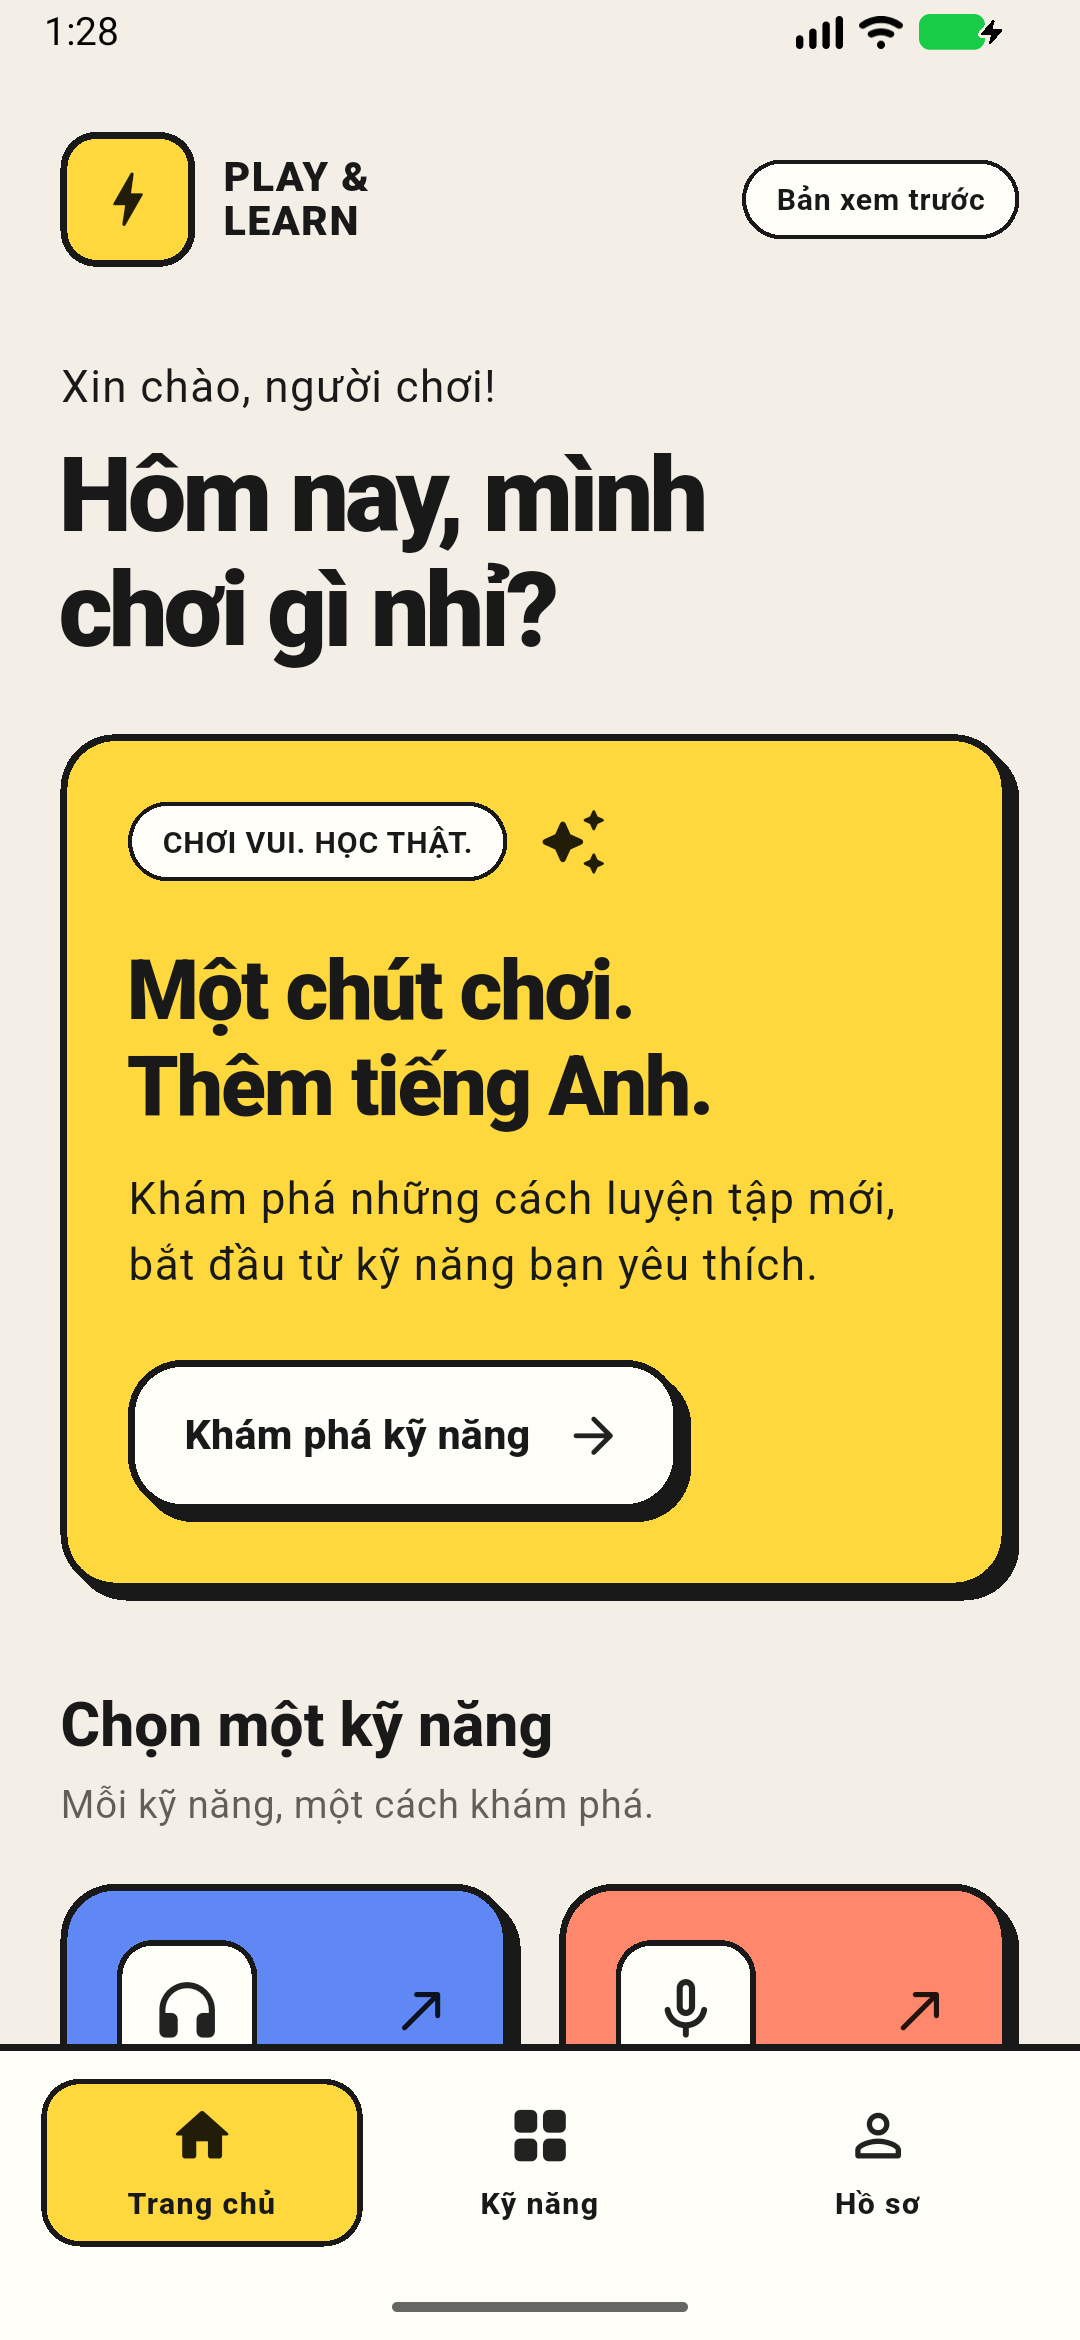 1:28
PLAY &
LEARN
Bản xem trước
Xin chào, người chơi!
Hôm nay, mình
chơi gì nhỉ?
CHƠI VUI. HỌC THẬT.
Một chút chơi.
Thêm tiếng Anh.
Khám phá những cách luyện tập mới,
bắt đầu từ kỹ năng bạn yêu thích.
Khám phá kỹ năng
Chọn một kỹ năng
Mỗi kỹ năng, một cách khám phá.
Trang chủ
Kỹ năng
Hồ sơ